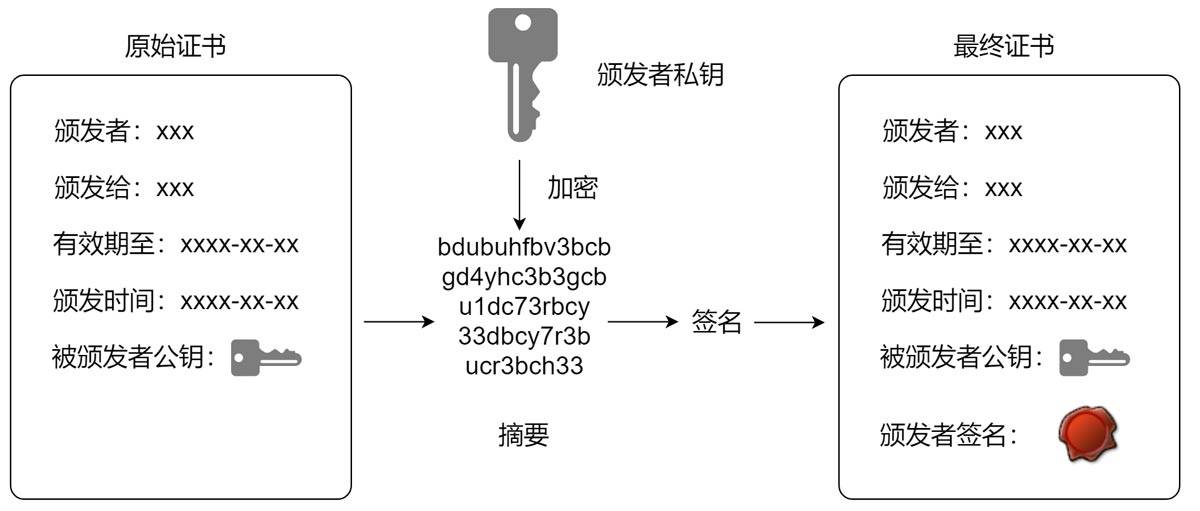 原始证书
颁发者：xxx
颁发给：xxx
有效期至：xxxx-xx-xx
颁发时间：xxxx-xx-xx
被颁发者公钥：
颁发者私钥
加密
bdubuhfbv3bcb
gd4yhc3b3gcb
u1dc73rbcy
33dbcy7r3b
ucr3bch33
摘要
签名
最终证书
颁发者：xxx
颁发给：xxx
有效期至：xxxx-xx-xx
颁发时间：xxxx-xx-xx
被颁发者公钥：
颁发者签名：